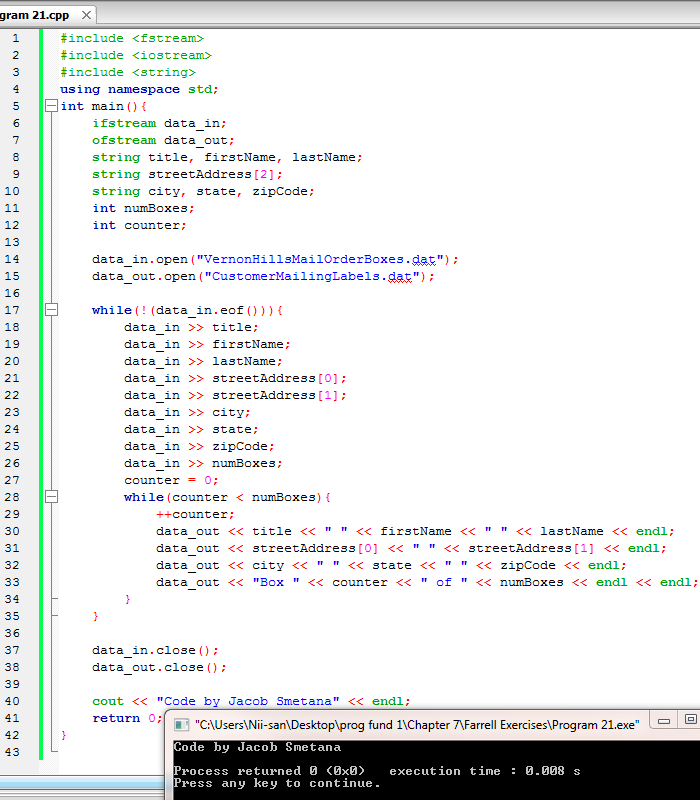 gram 21.cpp
1 #include <fstream>
2 #include <iostream>
3 #include <string>
4 using namespace std;
5 int main(){
6 ifstream data_in;
7 ofstream data_out;
8 string title, firstName, lastName;
9 string streetAddress[2];
10 string city, state, zipCode;
11 int numBoxes;
12 int counter;
13
14 data_in.open("VernonHillsMailOrderBoxes.dat");
15 data_out.open("CustomerMailingLabels.dat");
16
17 while(!(data_in.eof())){
18 data_in >> title;
19 data_in >> firstName;
20 data_in >> lastName;
21 data_in >> streetAddress[0];
22 data_in >> streetAddress[1];
23 data_in >> city;
24 data_in >> state;
25 data_in >> zipCode;
26 data_in >> numBoxes;
27 counter = 0;
28 while(counter < numBoxes){
29 ++counter;
30 data_out << title << " " << firstName << " " << lastName << endl;
31 data_out << streetAddress[0] << " " << streetAddress[1] << endl;
32 data_out << city << " " << state << " " << zipCode << endl;
33 data_out << "Box " << counter << " of " << numBoxes << endl << endl;
34 }
35 }
36
37 data_in.close();
38 data_out.close();
39
40 cout << "Code by Jacob Smetana" << endl;
41 return 0;
42 }
43
"C:\Users\Nii-san\Desktop\prog fund 1\Chapter 7\Farrell Exercises\Program 21.exe"
Code by Jacob Smetana
Process returned 0 (0x0) execution time : 0.008 s
Press any key to continue.